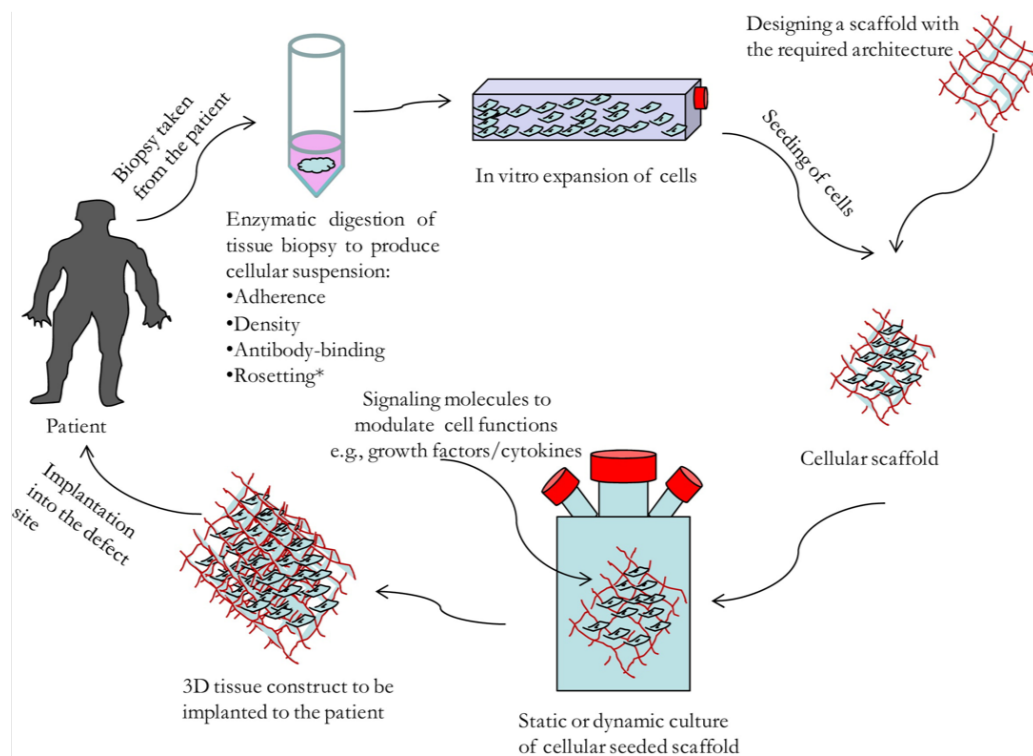 Designing a scaffold with
the required architecture
Biopsy taken
from the patient
In vitro expansion of cells
Seeding of cells
Enzymatic digestion of
tissue biopsy to produce
cellular suspension:
•Adherence
•Density
•Antibody-binding
•Rosetting*
Patient
Signaling molecules to
modulate cell functions
e.g., growth factors/cytokines
Cellular scaffold
Implantation
into the defect
site
3D tissue construct to be
implanted to the patient
Static or dynamic culture
of cellular seeded scaffold